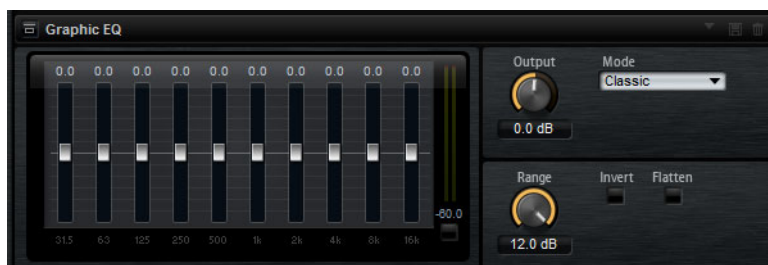 Graphic EQ
0.0 0.0 0.0 0.0 0.0 0.0 0.0 0.0 0.0 0.0
-60.0
31.5 63 125 250 500 1k 2k 4k 8k 16k
Output Mode
Classic
0.0 dB
Range Invert Flatten
12.0 dB